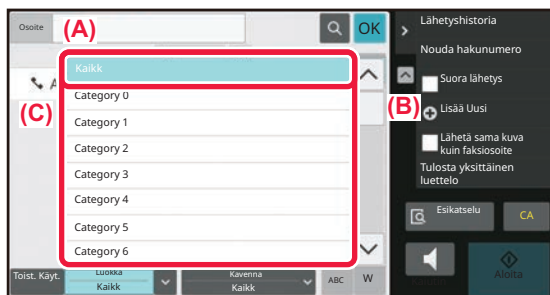 Osoite
(A)
OK
Kaikk
A
(C)
Category 0
Category 1
Category 2
Category 3
Category 4
Category 5
Category 6
Toist. Käyt.
Luokka
Kaikk
Kavenna
Kaikk
ABC
W
Lähetyshistoria
Nouda hakunumero
Suora lähetys
(B)
Lisää Uusi
Lähetä sama kuva
kuin faksiosoite
Tulosta yksittäinen
luettelo
Esikatselu
CA
Kaiutin
Aloita